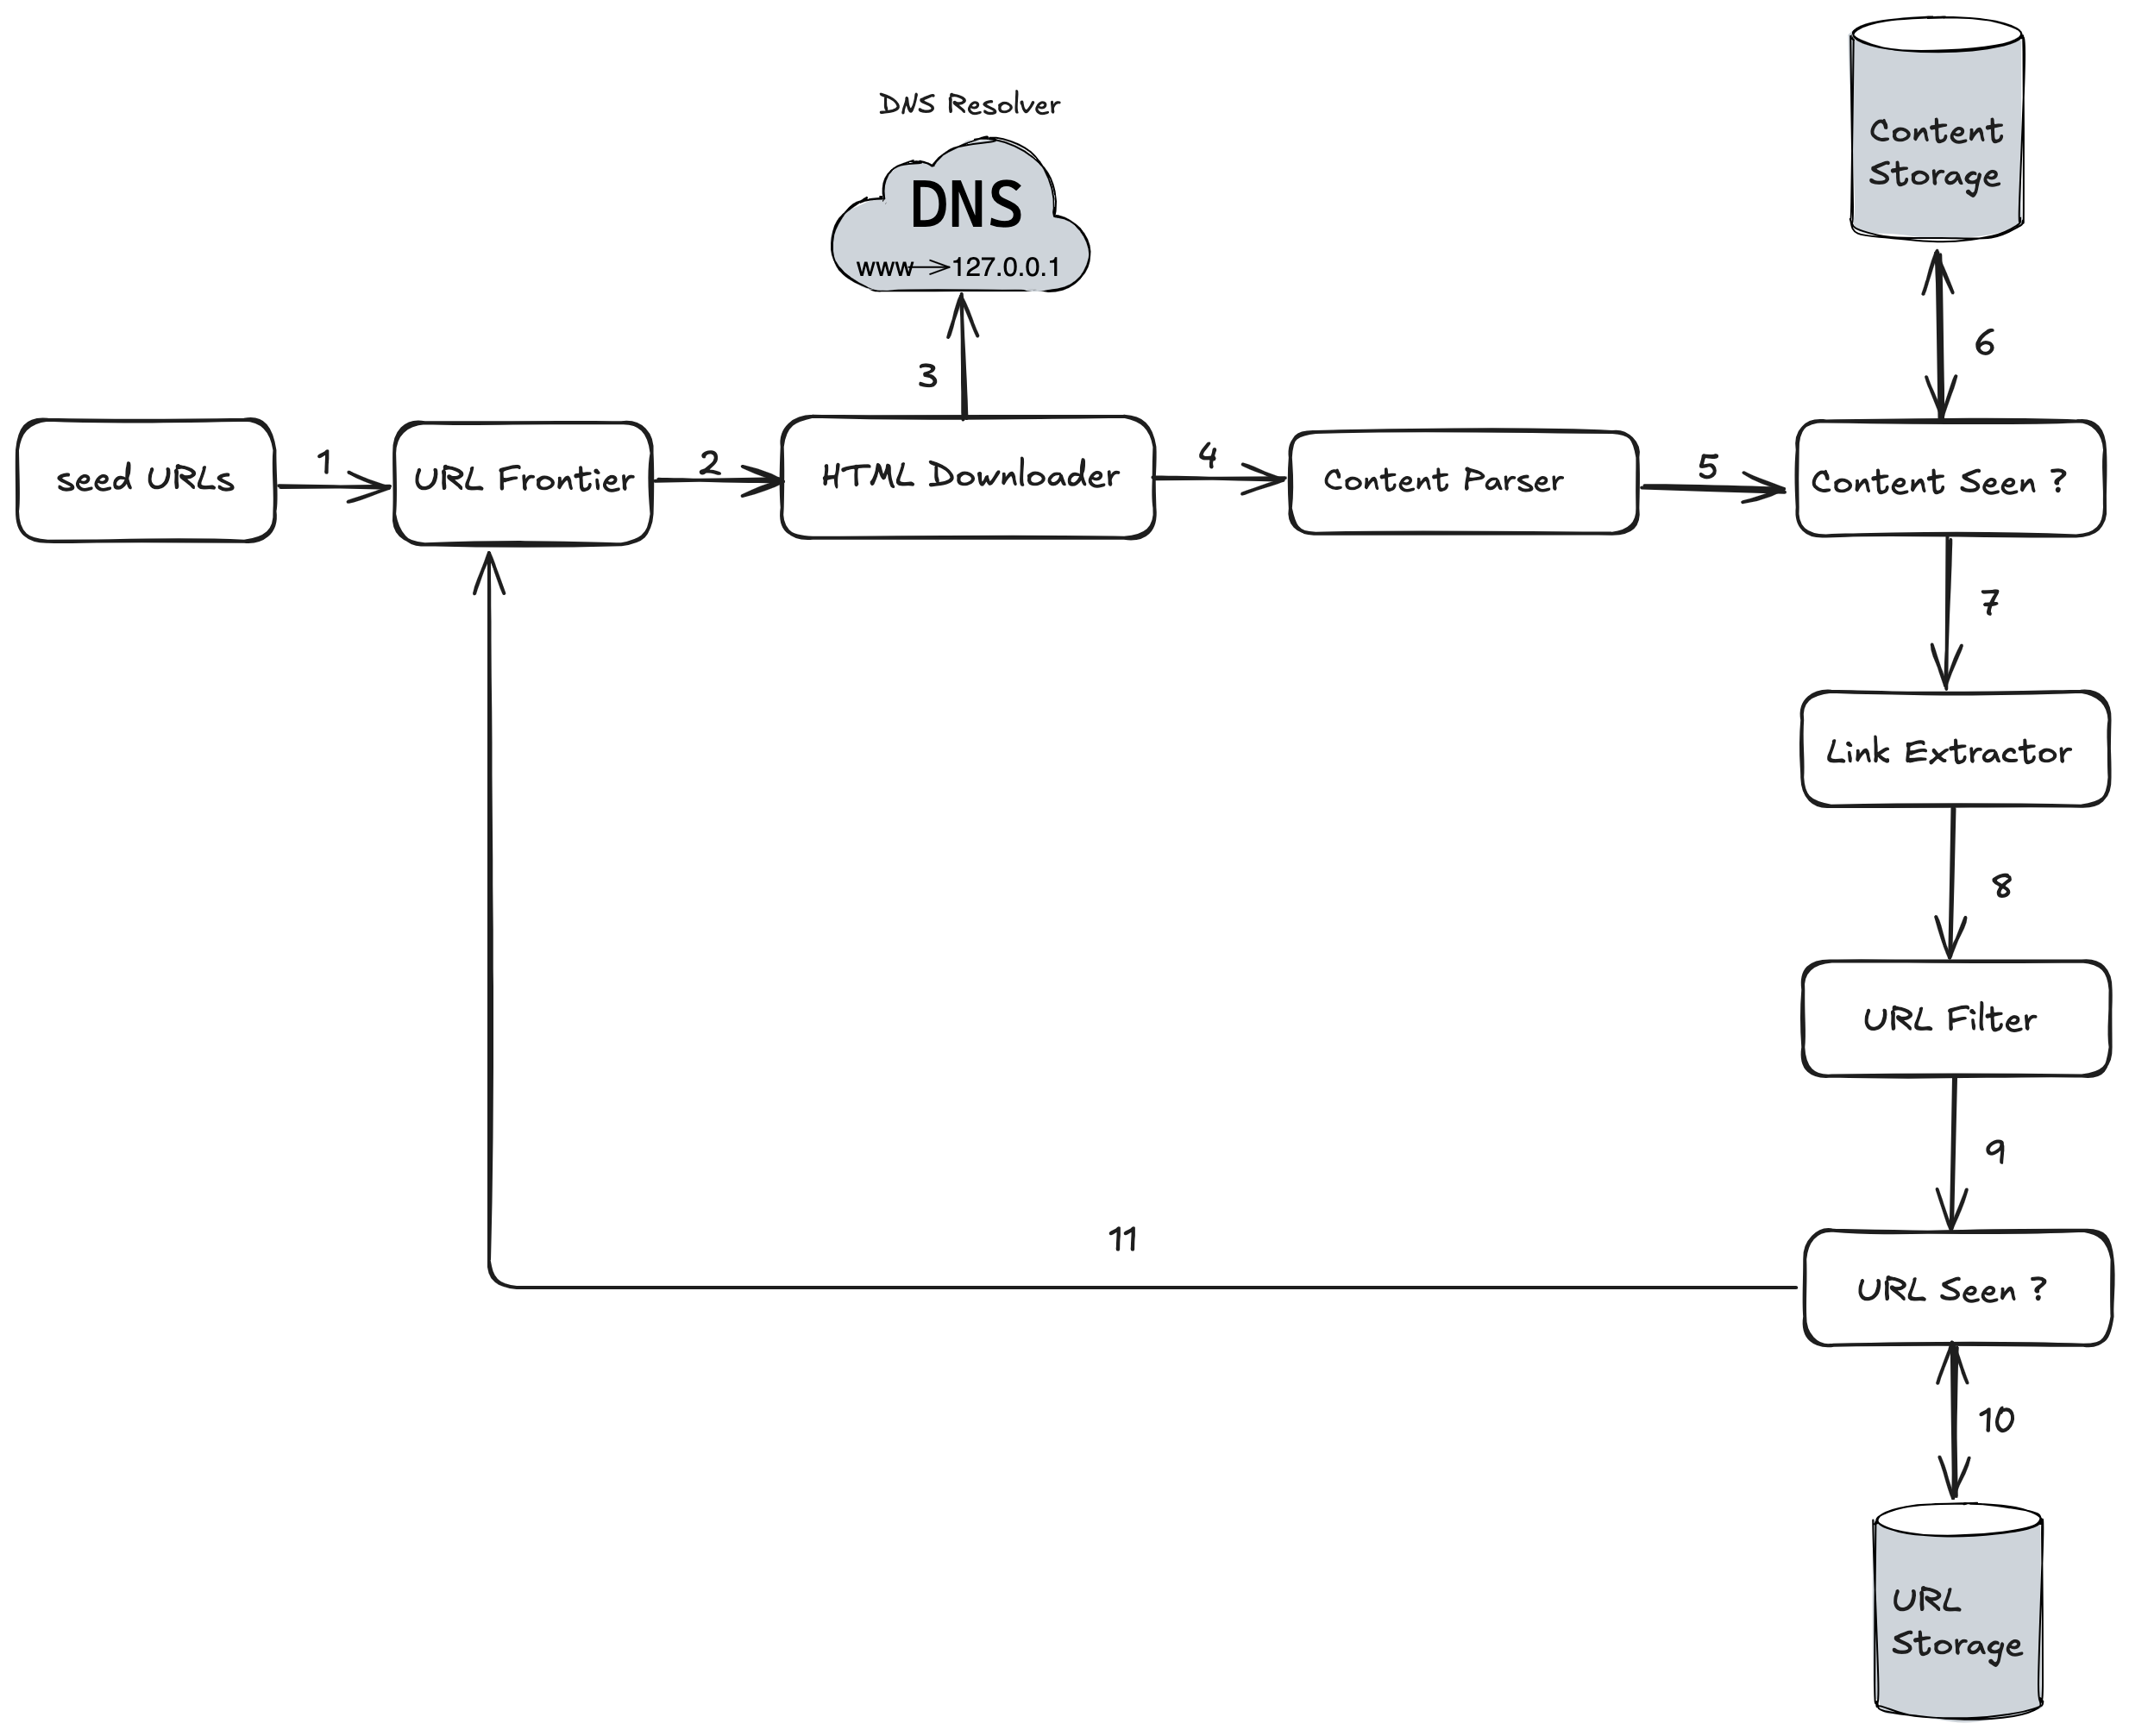 DNS Resolver
DNS
www 127.0.0.1
Content
Storage
3
6
seed URLs
1
URL Frontier
2
HTML Downloader
4
Content Parser
5
Content Seen ?
7
Link Extractor
8
URL Filter
9
11
URL Seen ?
10
URL
Storage